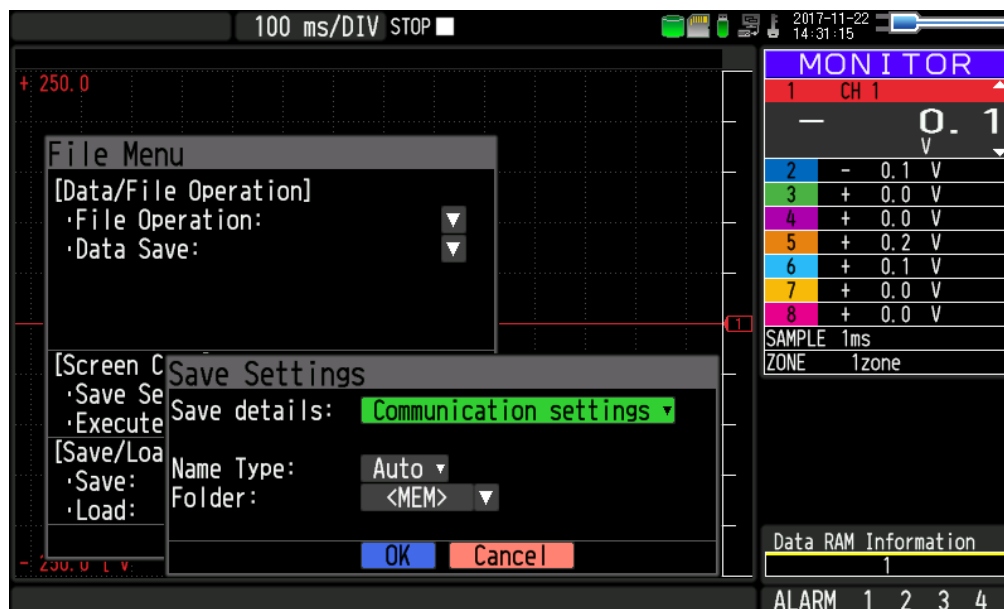 100 ms/DIV STOP
2017-11-22
14:31:15
+ 250.0
MONITOR
1 CH 1
- 0.1
V
2 - 0.1 V
3 + 0.0 V
4 + 0.0 V
5 + 0.2 V
6 + 0.1 V
7 + 0.0 V
8 + 0.0 V
SAMPLE 1ms
ZONE 1zone
File Menu
[Data/File Operation]
·File Operation:
·Data Save:
1
[Screen C
·Save Se
·Execute
[Save/Loa
·Save:
·Load:
Save Settings
Save details: Communication settings
Name Type: Auto
Folder: <MEM>
OK Cancel
- 250.0 [ V
Data RAM Information
1
ALARM 1 2 3 4